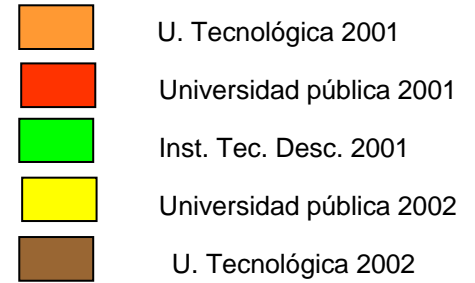 U. Tecnológica 2001
Universidad pública 2001
Inst. Tec. Desc. 2001
Universidad pública 2002
U. Tecnológica 2002